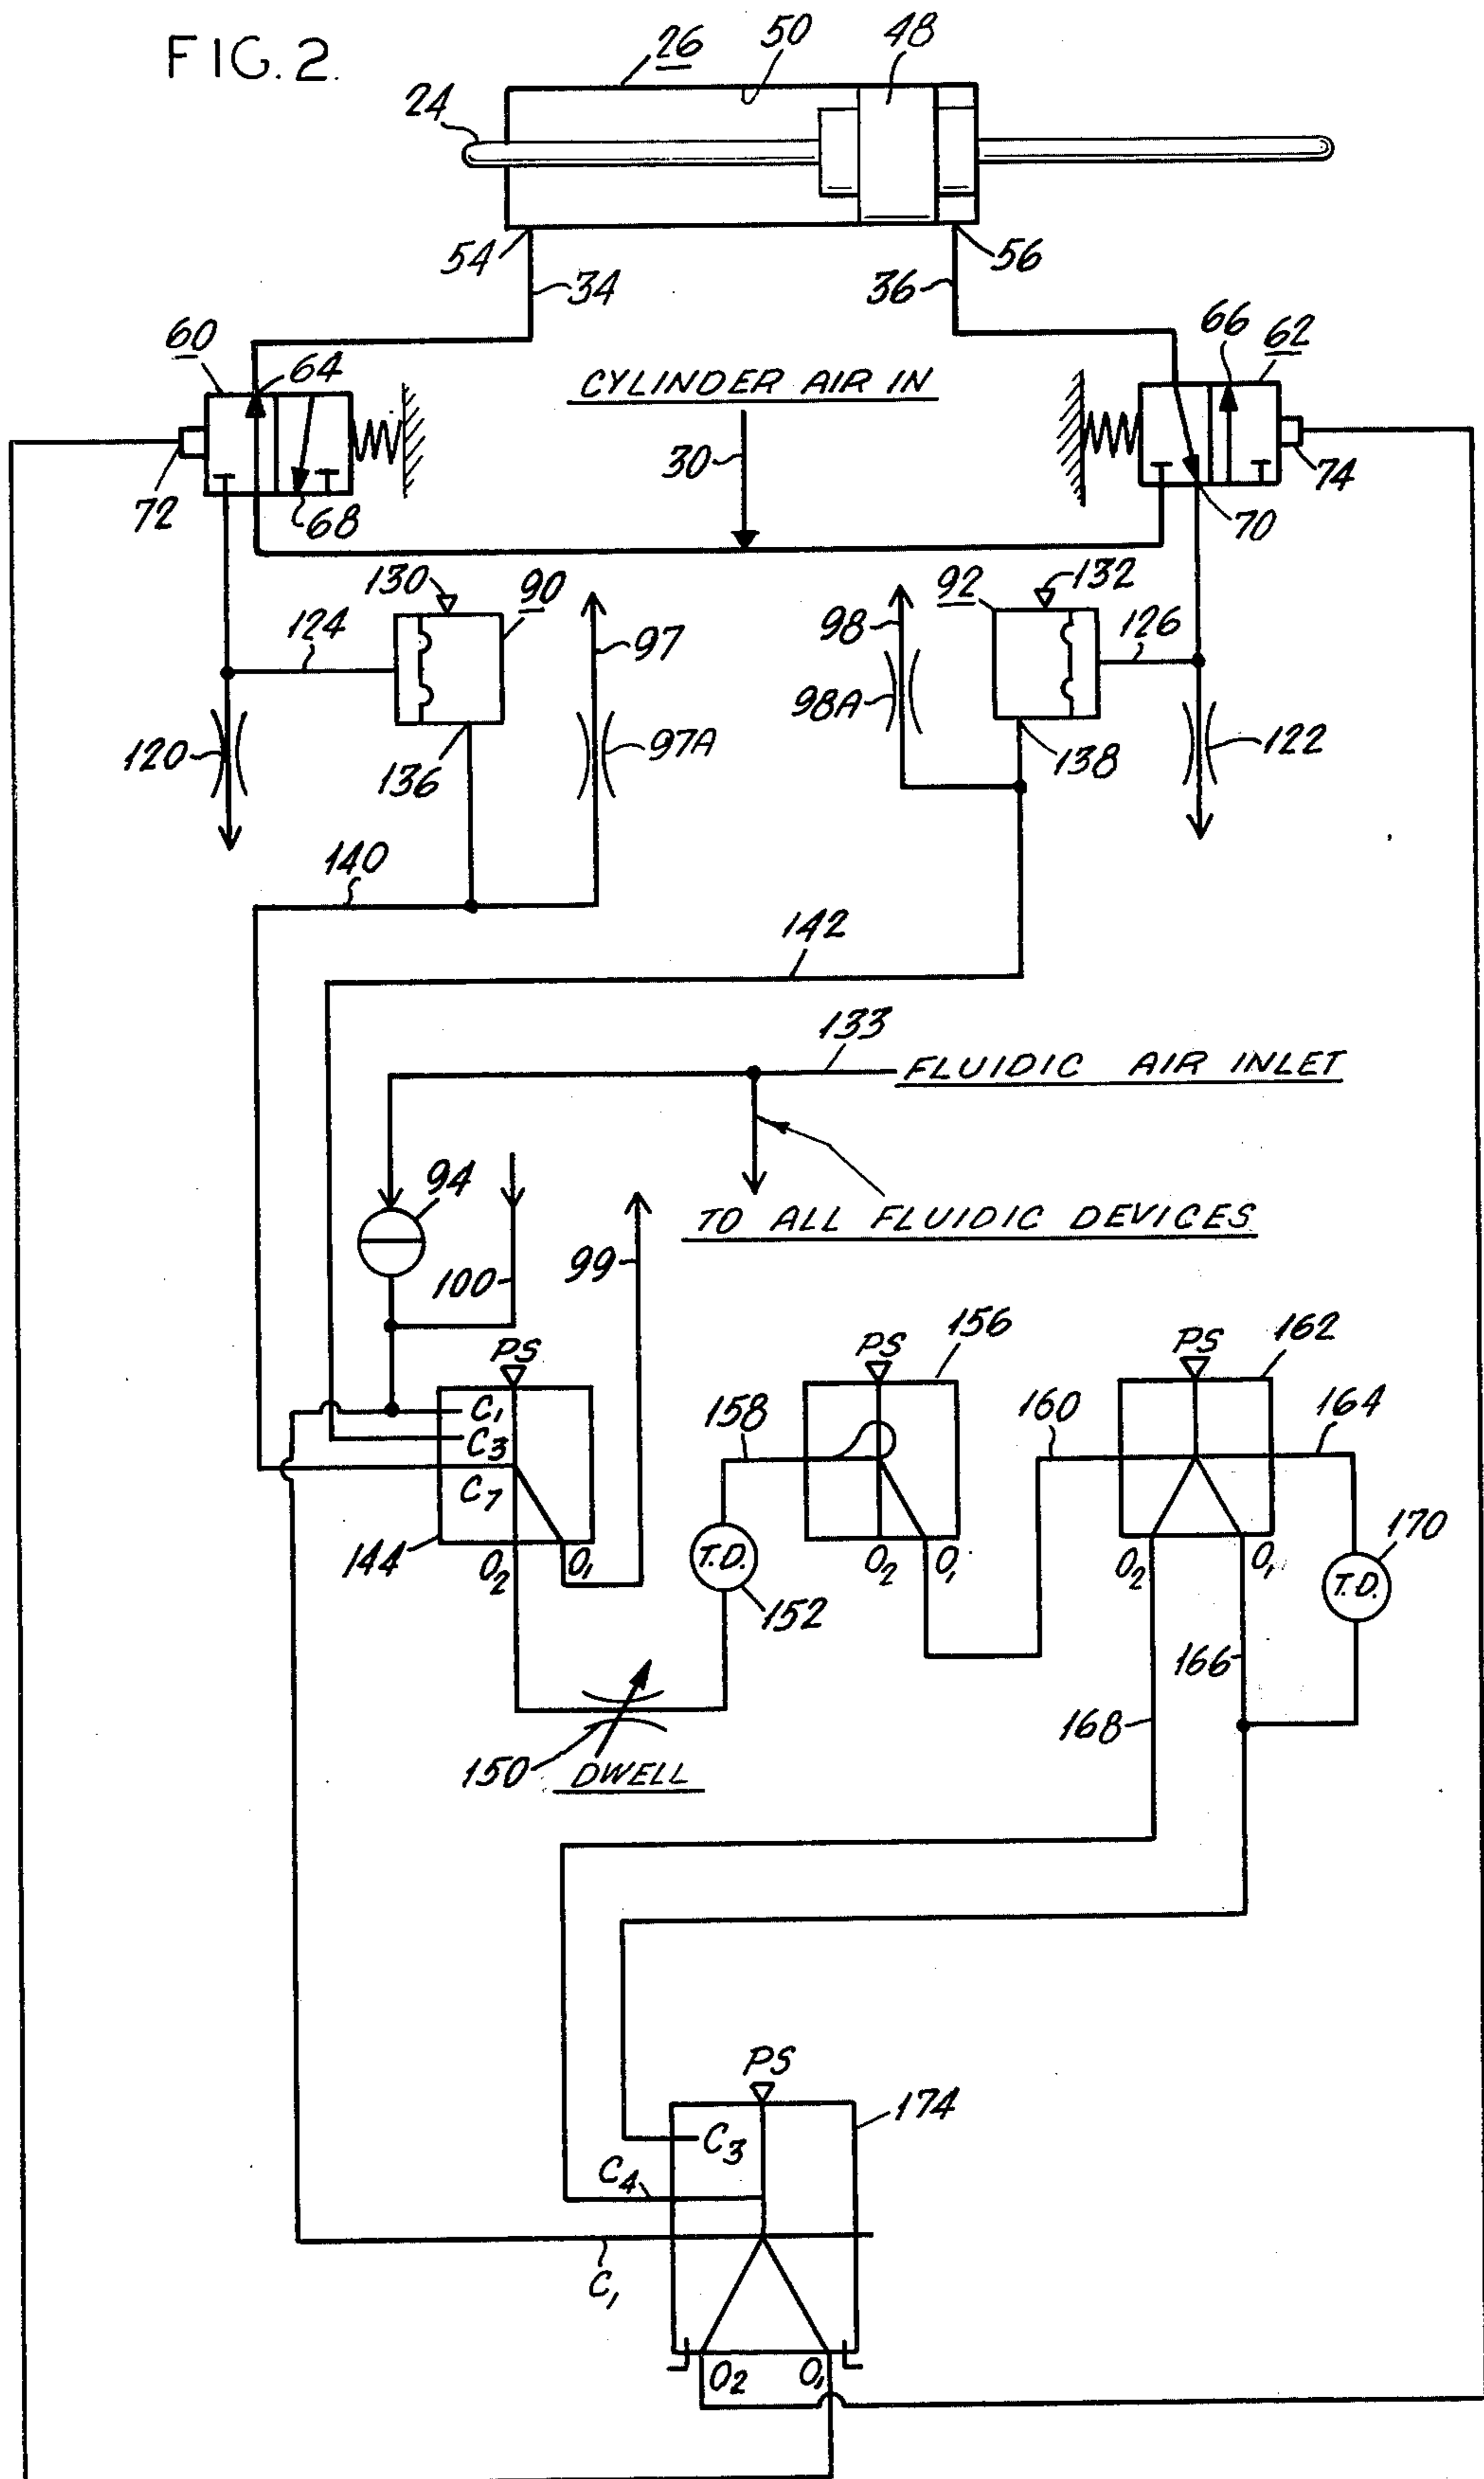 FIG. 2.
26
50
48
24
54
34
36
56
60
64
66
62
CYLINDER AIR IN
30
72
68
70
74
130
90
132
92
124
97
98
126
98A
120
136
97A
138
122
140
142
133
FLUIDIC AIR INLET
94
TO ALL FLUIDIC DEVICES
100
99
PS
PS
156
PS
162
C1
C3
C7
158
160
164
144
O2
O1
T.D.
152
O2
O1
O2
O1
170
T.D.
166
168
150
DWELL
PS
174
C3
C4
C1
O2
O1